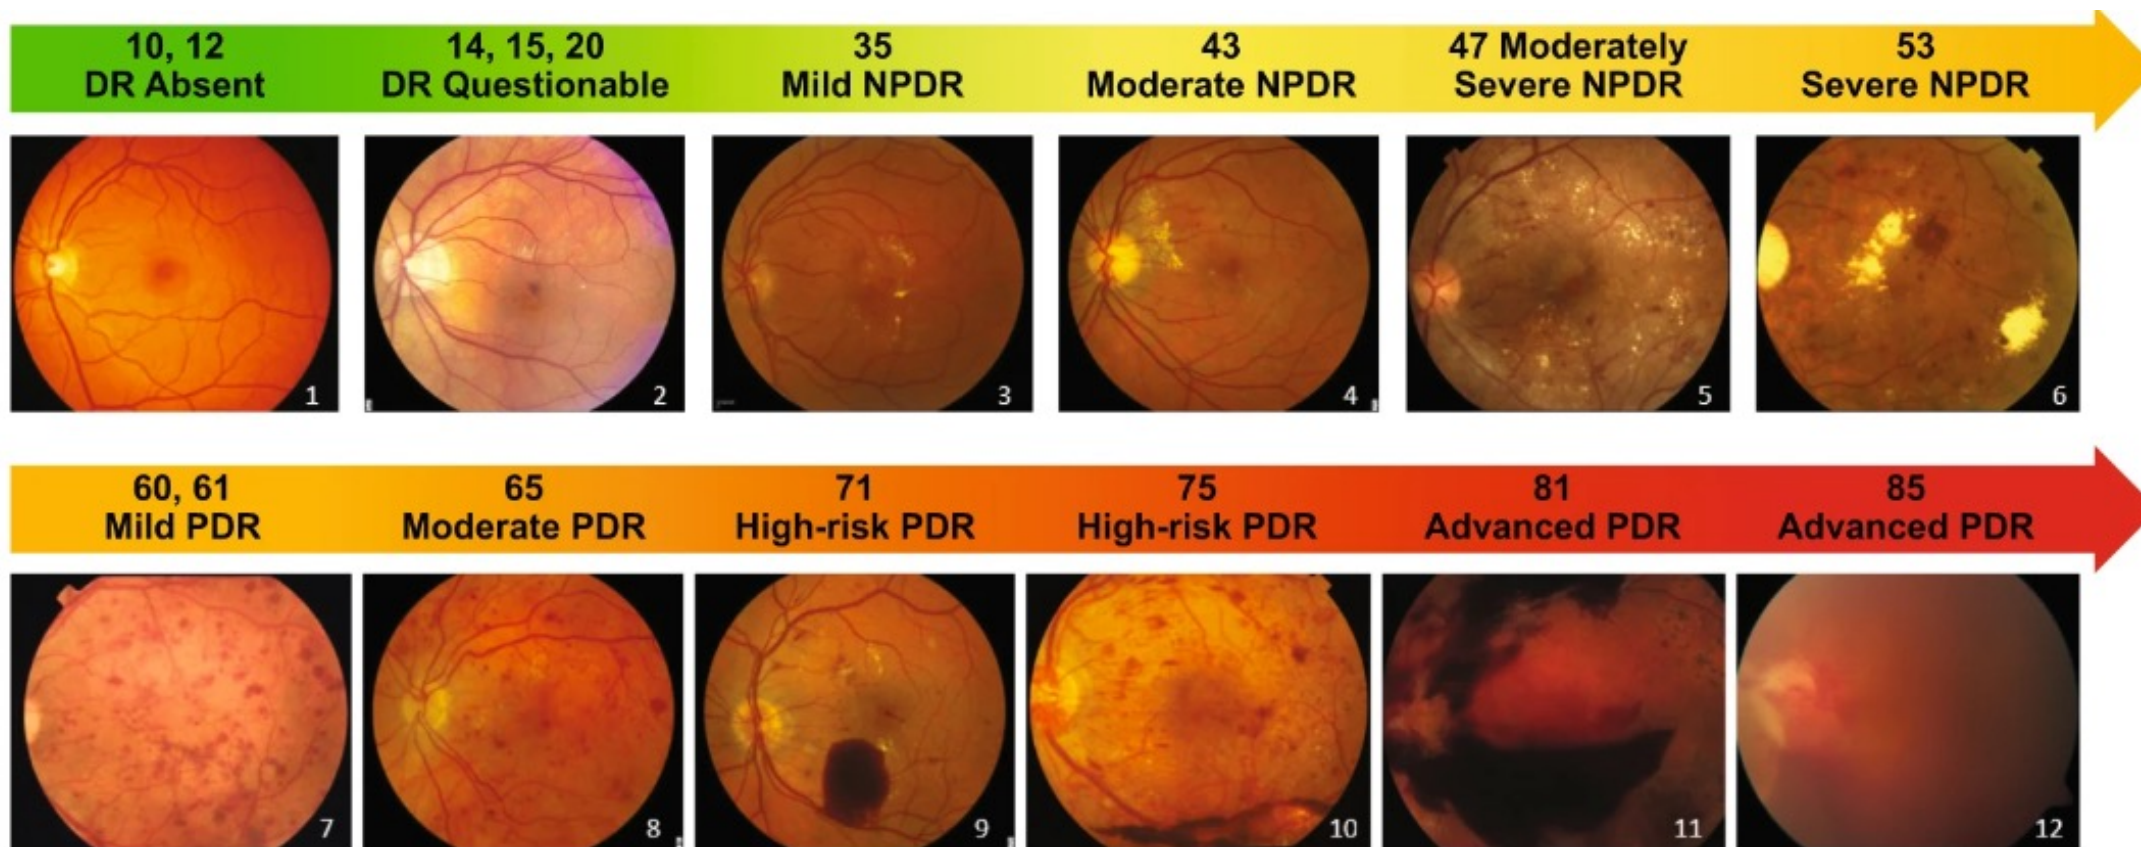 10, 12
DR Absent
14, 15, 20
DR Questionable
35
Mild NPDR
43
Moderate NPDR
47 Moderately
Severe NPDR
53
Severe NPDR
1
2
3
4
5
6
60, 61
Mild PDR
65
Moderate PDR
71
High-risk PDR
75
High-risk PDR
81
Advanced PDR
85
Advanced PDR
7
8
9
10
11
12